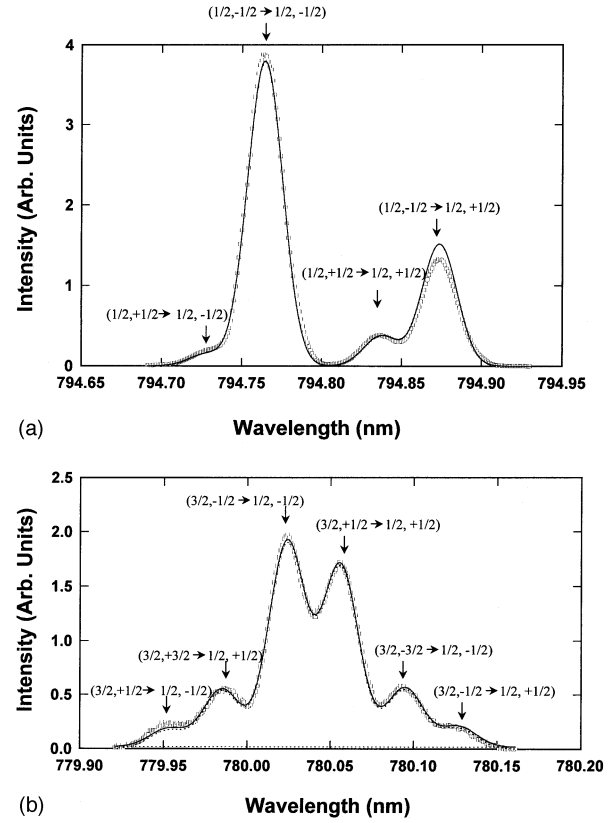 (1/2,-1/2→1/2, -1/2)
4
3
2
1
0
Intensity (Arb. Units)
(1/2,-1/2→1/2, +1/2)
(1/2,+1/2→1/2, +1/2)
(1/2,+1/2→ 1/2, -1/2)
794.65 794.70 794.75 794.80 794.85 794.90 794.95
(a) Wavelength (nm)
2.5
2.0
1.5
1.0
0.5
0.0
Intensity (Arb. Units)
(3/2,-1/2→1/2, -1/2)
(3/2,+1/2→1/2, +1/2)
(3/2,+3/2→1/2, +1/2)
(3/2,-3/2→1/2, -1/2)
(3/2,+1/2→ 1/2, -1/2)
(3/2,-1/2→1/2, +1/2)
779.90 779.95 780.00 780.05 780.10 780.15 780.20
(b) Wavelength (nm)